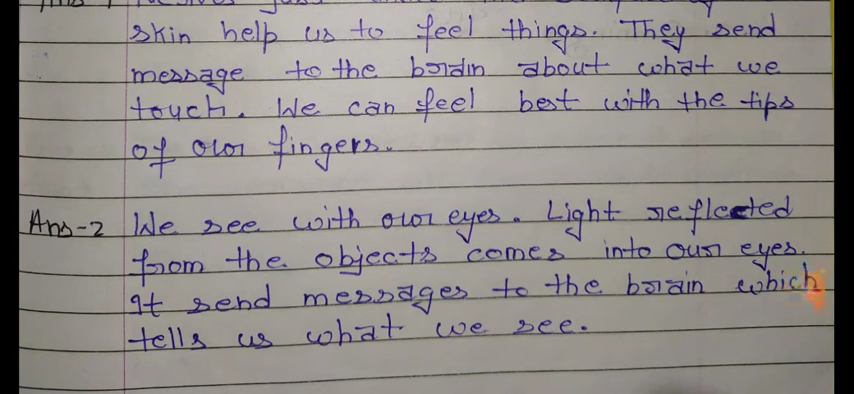 skin help us to feel things. They send
message to the brain about what we
touch. We can feel best with the tips
of our fingers.
Ans-2 We see with our eyes. Light reflected
from the objects comes into our eyes.
It send messages to the brain which
tells us what we see.